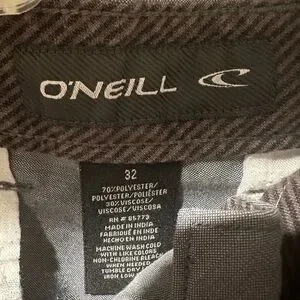 O'NEILL
32
70%POLYESTER/
POLYESTER/POLIÉSTER
30% VISCOSE/
VISCOSE/VISCOSA
RN # 85773
MADE IN INDIA
FABRIQUÉ EN INDE
HECHO EN INDIA
MACHINE WASH COLD
WITH LIKE COLORS
NON-CHLORINE BLEACH
WHEN NEEDED
TUMBLE DRY
IRON LOW